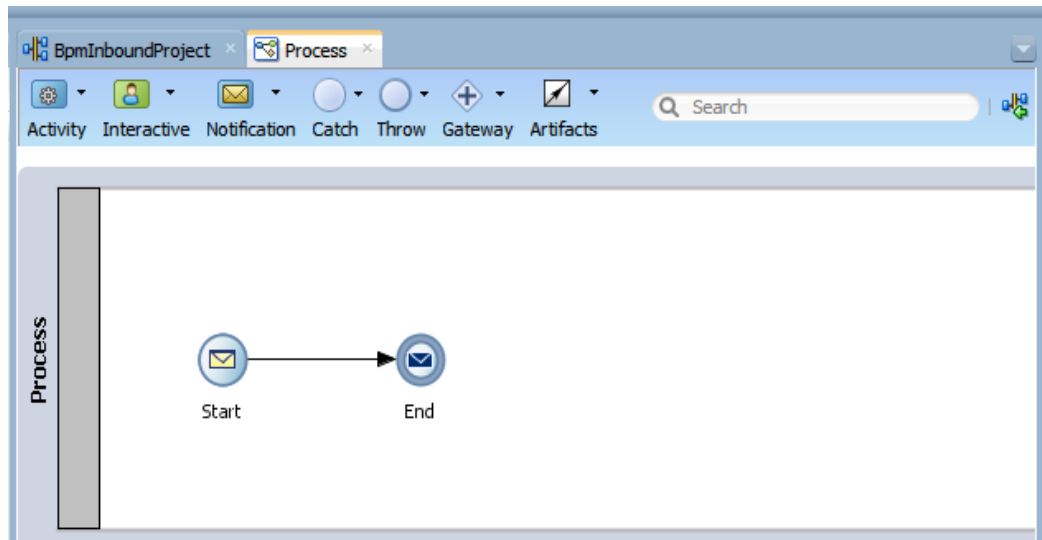 BpmInboundProject Process
Search
Activity Interactive Notification Catch Throw Gateway Artifacts
Process
Start End